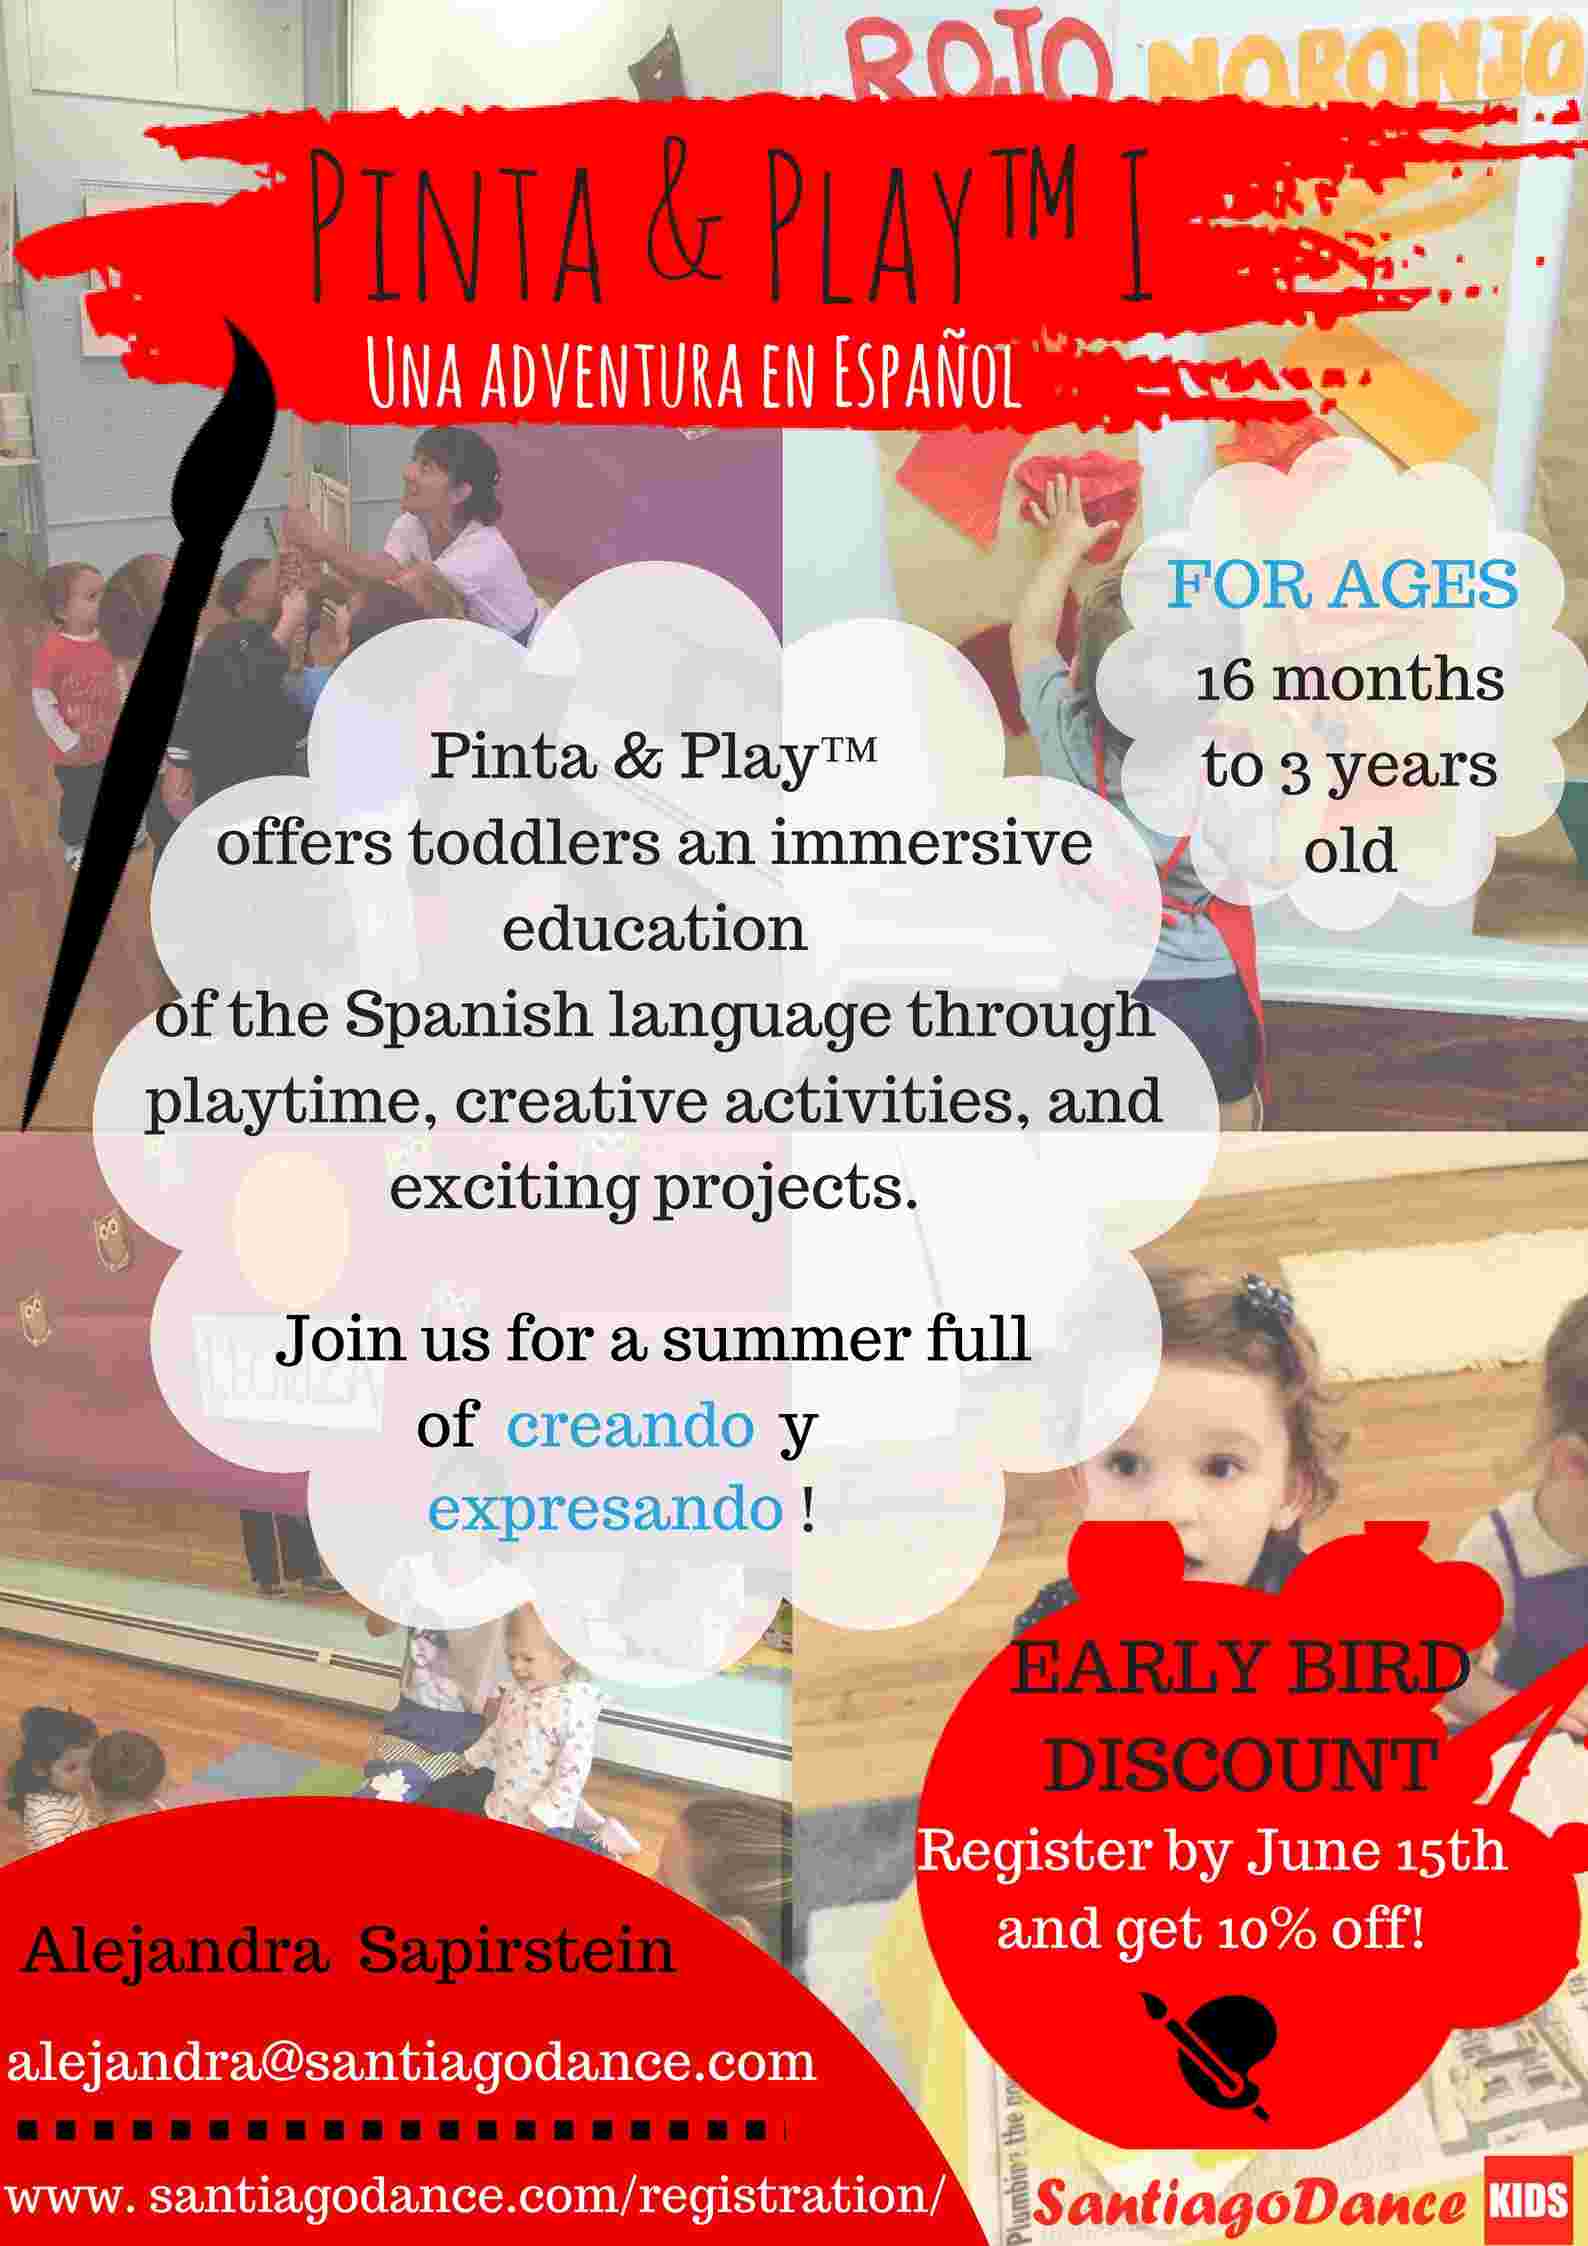 ROJO NARANJA
PINTA & PLAY™ I
UNA ADVENTURA EN ESPAÑOL
FOR AGES
16 months
to 3 years
old
Pinta & Play™
offers toddlers an immersive
education
of the Spanish language through
playtime, creative activities, and
exciting projects.
Join us for a summer full
of creando y
expresando !
EARLY BIRD
DISCOUNT
Register by June 15th
and get 10% off!
Alejandra Sapirstein
alejandra@santiagodance.com
www. santiagodance.com/registration/
Plumbing the
SantiagoDance KIDS